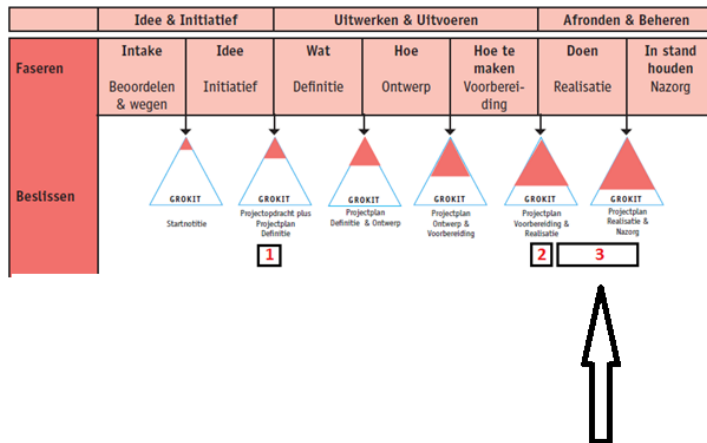 Idee & Initiatief Uitwerken & Uitvoeren Afronden & Beheren
Faseren
Intake
Beoordelen
& wegen
Idee
Initiatief
Wat
Definitie
Hoe
Ontwerp
Hoe te
maken
Voorberei-
ding
Doen
Realisatie
In stand
houden
Nazorg
Beslissen
GROKIT
Startnotitie
GROKIT
Projectopdracht plus
Projectplan
Definitie
GROKIT
Projectplan
Definitie & Ontwerp
GROKIT
Projectplan
Ontwerp &
Voorbereiding
GROKIT
Projectplan
Voorbereiding &
Realisatie
GROKIT
Projectplan
Realisatie &
Nazorg
1
2
3